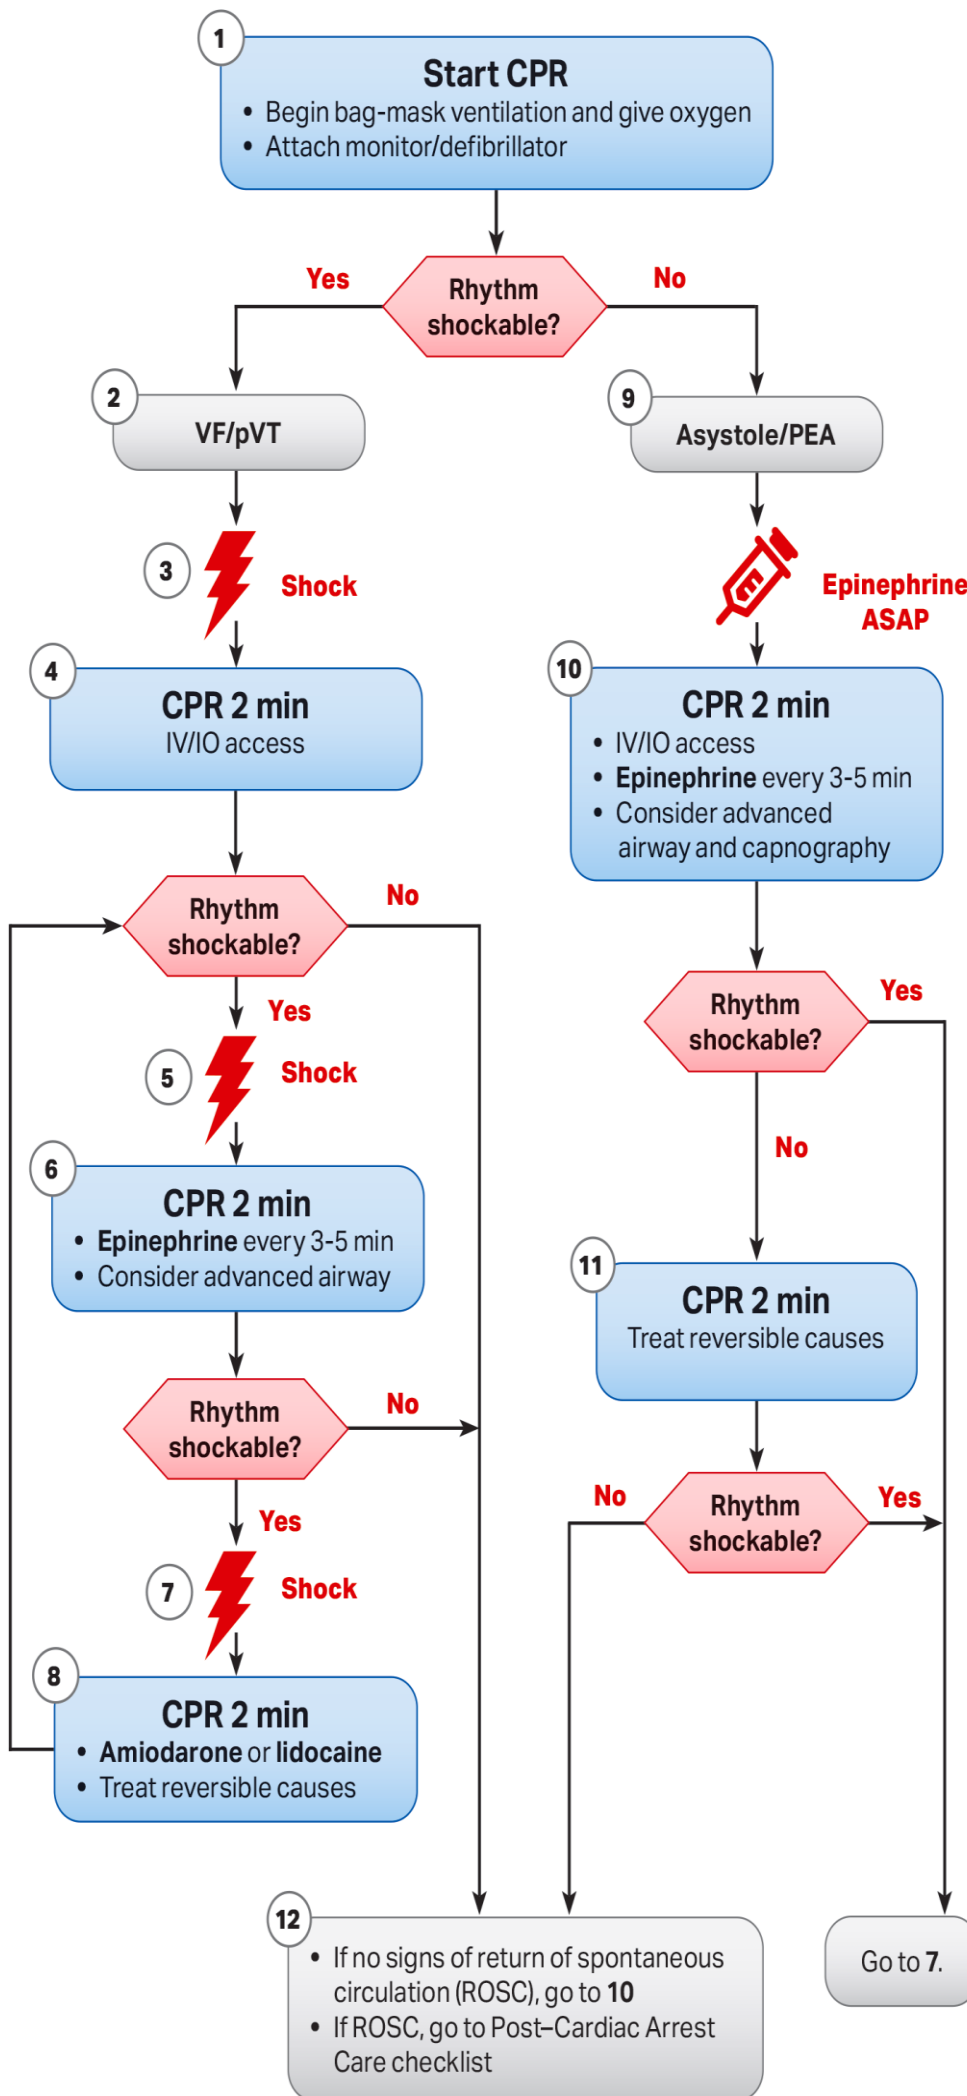 1
Start CPR
• Begin bag-mask ventilation and give oxygen
• Attach monitor/defibrillator
Rhythm
shockable?
Yes
No
2
VF/pVT
3
Shock
4
CPR 2 min
IV/IO access
Rhythm
shockable?
No
Yes
5
Shock
6
CPR 2 min
• Epinephrine every 3-5 min
• Consider advanced airway
Rhythm
shockable?
No
Yes
7
Shock
8
CPR 2 min
• Amiodarone or lidocaine
• Treat reversible causes
9
Asystole/PEA
Epinephrine
ASAP
10
CPR 2 min
• IV/IO access
• Epinephrine every 3-5 min
• Consider advanced
airway and capnography
Rhythm
shockable?
Yes
No
11
CPR 2 min
Treat reversible causes
Rhythm
shockable?
No
Yes
12
• If no signs of return of spontaneous
circulation (ROSC), go to 10
• If ROSC, go to Post–Cardiac Arrest
Care checklist
Go to 7.